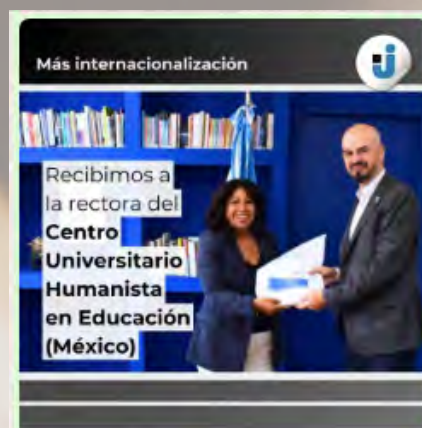 Más internacionalización
Recibimos a
la rectora del
Centro
Universitario
Humanista
en Educación
(México)